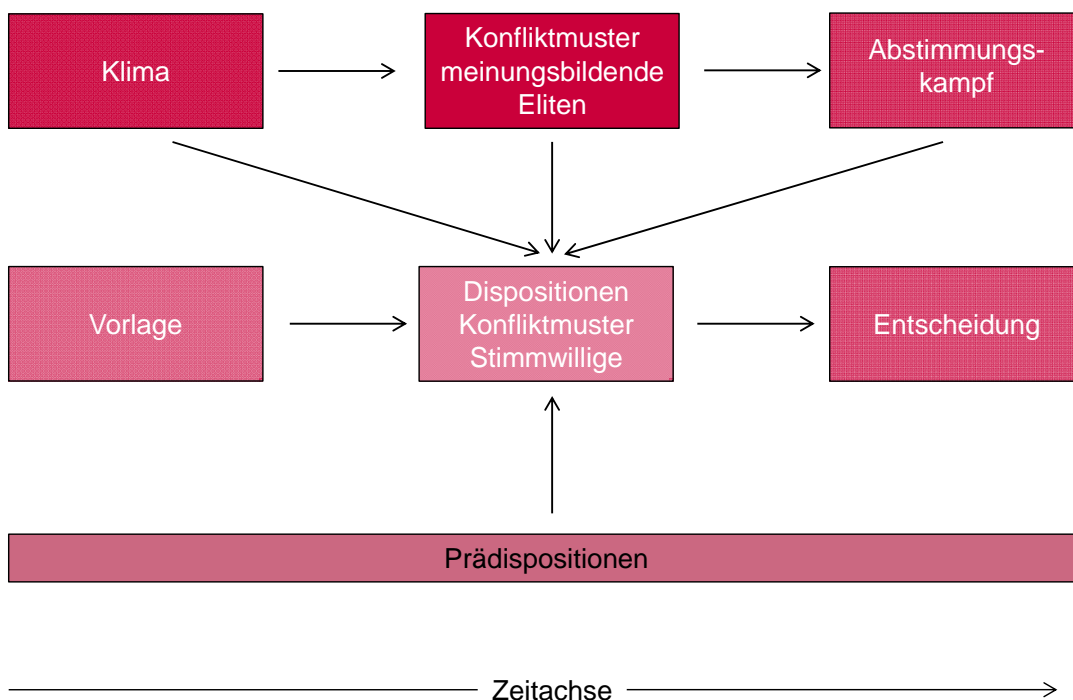 Klima
Konfliktmuster
meinungsbildende
Eliten
Abstimmungs-
kampf
Vorlage
Dispositionen
Konfliktmuster
Stimmwillige
Entscheidung
Prädispositionen
Zeitachse